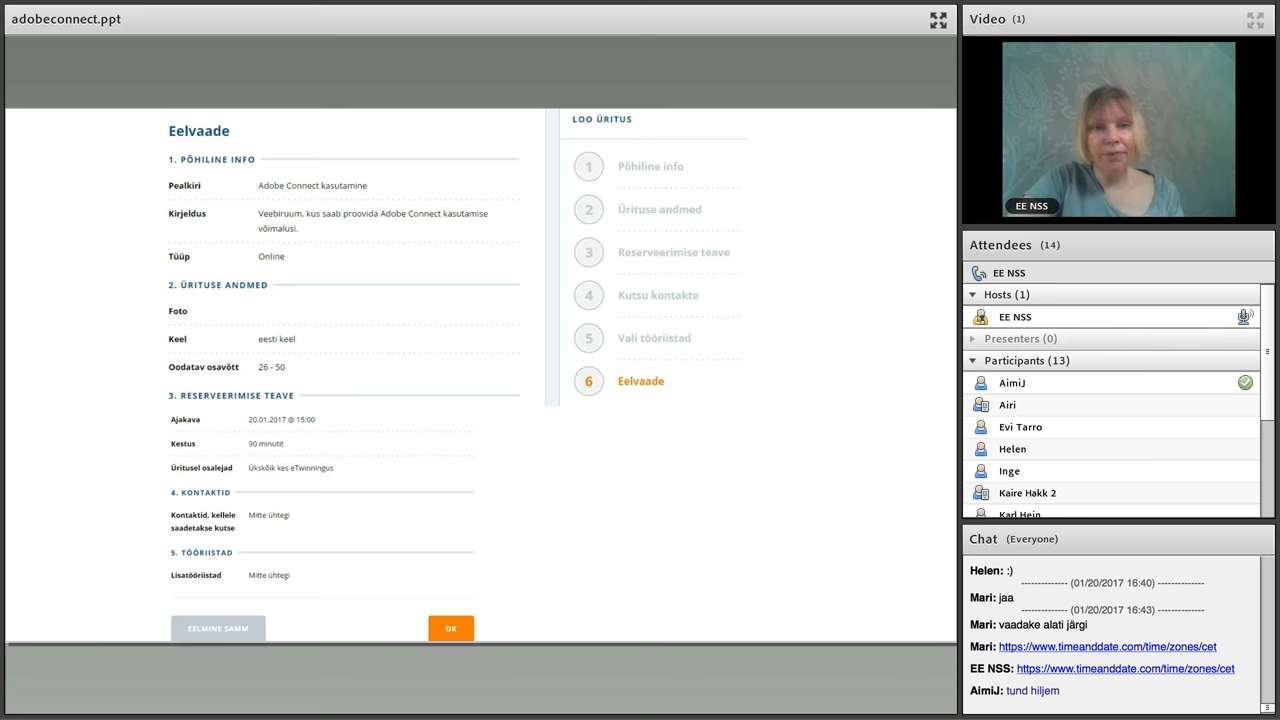 adobeconnect.ppt
Eelvaade
1. PÕHILINE INFO
Pealkiri Adobe Connect kasutamine
Kirjeldus Veebiruum, kus saab proovida Adobe Connect kasutamise
võimalusi.
Tüüp Online
2. ÜRITUSE ANDMED
Foto
Keel eesti keel
Oodatav osavõtt 26 - 50
3. RESERVEERIMISE TEAVE
Ajakava 20.01.2017 @ 15:00
Kestus 90 minutit
Üritusel osalejad Ükskõik kes eTwinningus
4. KONTAKTID
Kontaktid, kellele Mitte ühtegi
saadetakse kutse
5. TÖÖRIISTAD
Lisatööriistad Mitte ühtegi
EELMINE SAMM OK
LOO ÜRITUS
1 Põhiline info
2 Ürituse andmed
3 Reserveerimise teave
4 Kutsu kontakte
5 Vali tööriistad
6 Eelvaade
Video (1)
EE NSS
Attendees (14)
EE NSS
Hosts (1)
EE NSS
Presenters (0)
Participants (13)
AimiJ
Airi
Evi Tarro
Helen
Inge
Kaire Hakk 2
Karl Hein
Chat (Everyone)
Helen: :)
-------------- (01/20/2017 16:40) --------------
Mari: jaa
-------------- (01/20/2017 16:43) --------------
Mari: vaadake alati järgi
Mari: https://www.timeanddate.com/time/zones/cet
EE NSS: https://www.timeanddate.com/time/zones/cet
AimiJ: tund hiljem